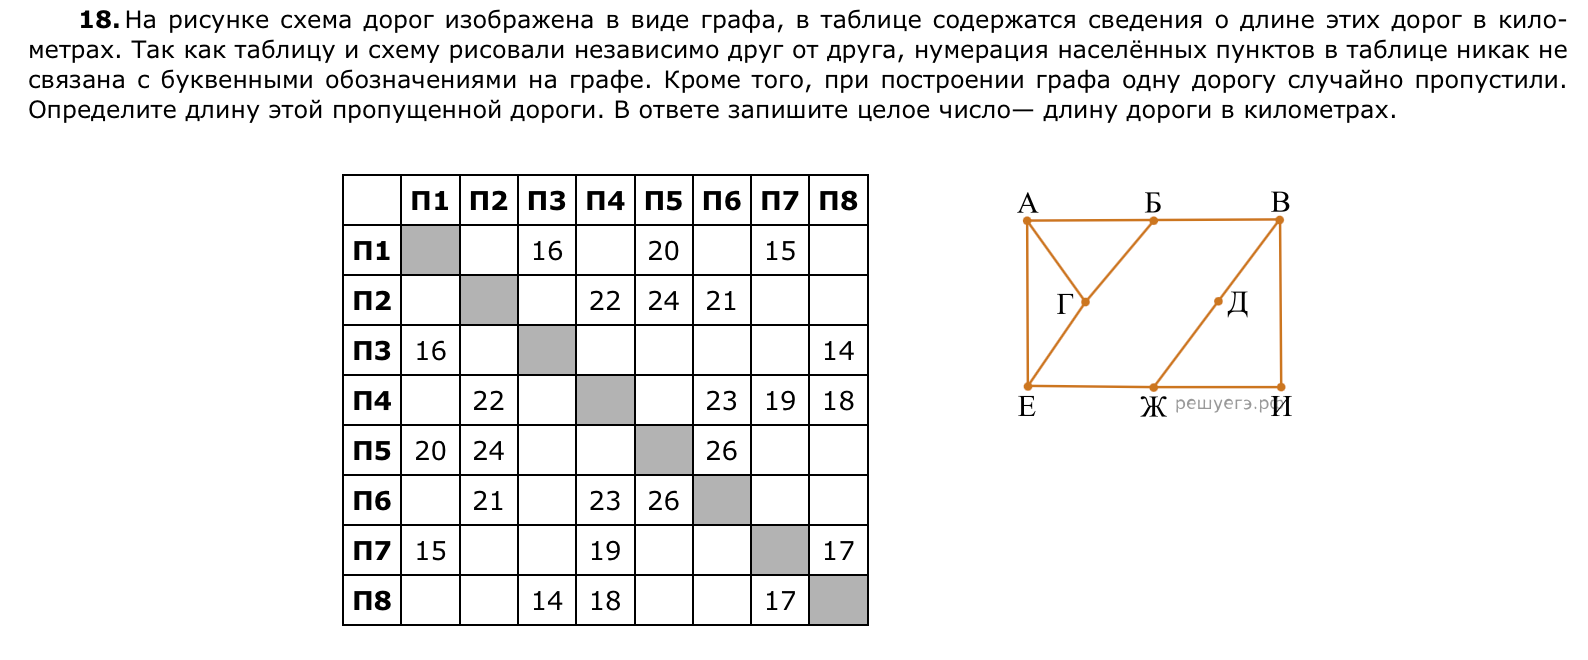 18. На рисунке схема дорог изображена в виде графа, в таблице содержатся сведения о длине этих дорог в кило-
метрах. Так как таблицу и схему рисовали независимо друг от друга, нумерация населённых пунктов в таблице никак не
связана с буквенными обозначениями на графе. Кроме того, при построении графа одну дорогу случайно пропустили.
Определите длину этой пропущенной дороги. В ответе запишите целое число— длину дороги в километрах.
П1 П2 П3 П4 П5 П6 П7 П8
П1 16 20 15
П2 22 24 21
П3 16 14
П4 22 23 19 18
П5 20 24 26
П6 21 23 26
П7 15 19 17
П8 14 18 17
А Б В
Г Д
Е Ж И
решуегэ.рф